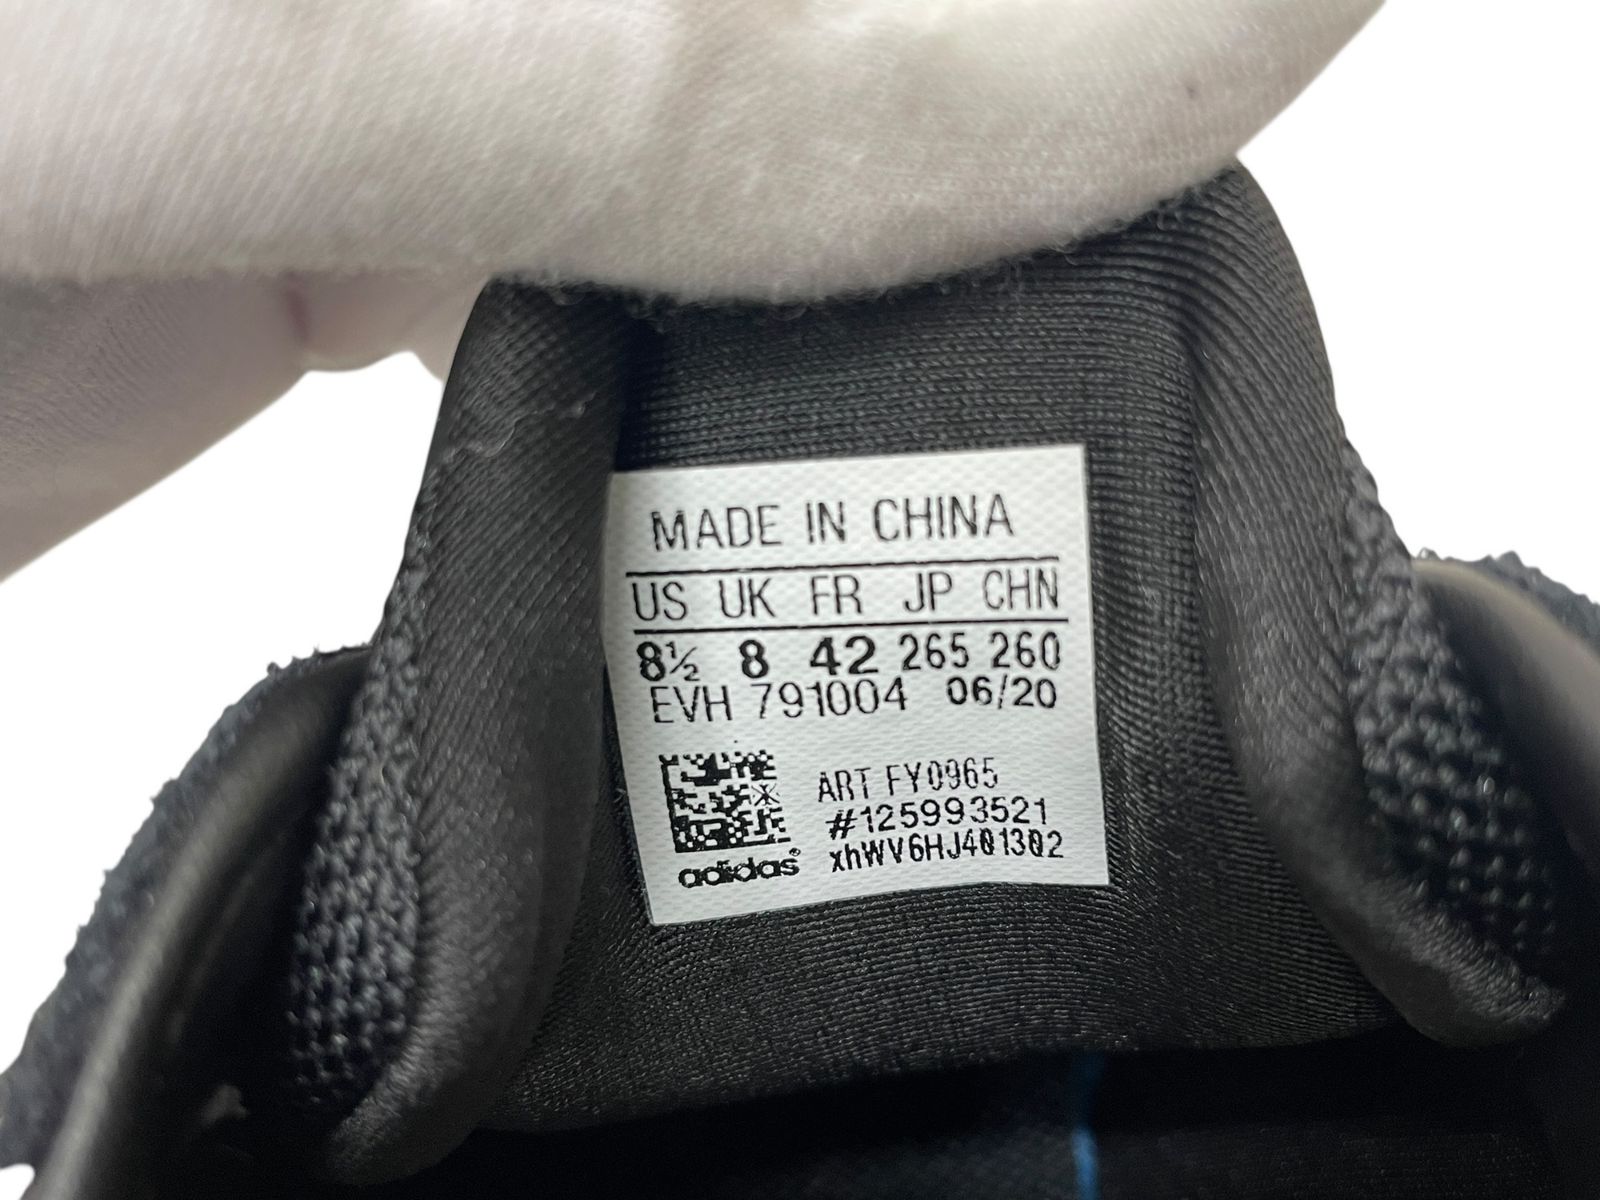 MADE IN CHINA
US UK FR JP CHN
8½ 8 42 265 260
EVH 791004 06/20
ART FY0965
#125993521
xhWV6HJ401302
adidas®